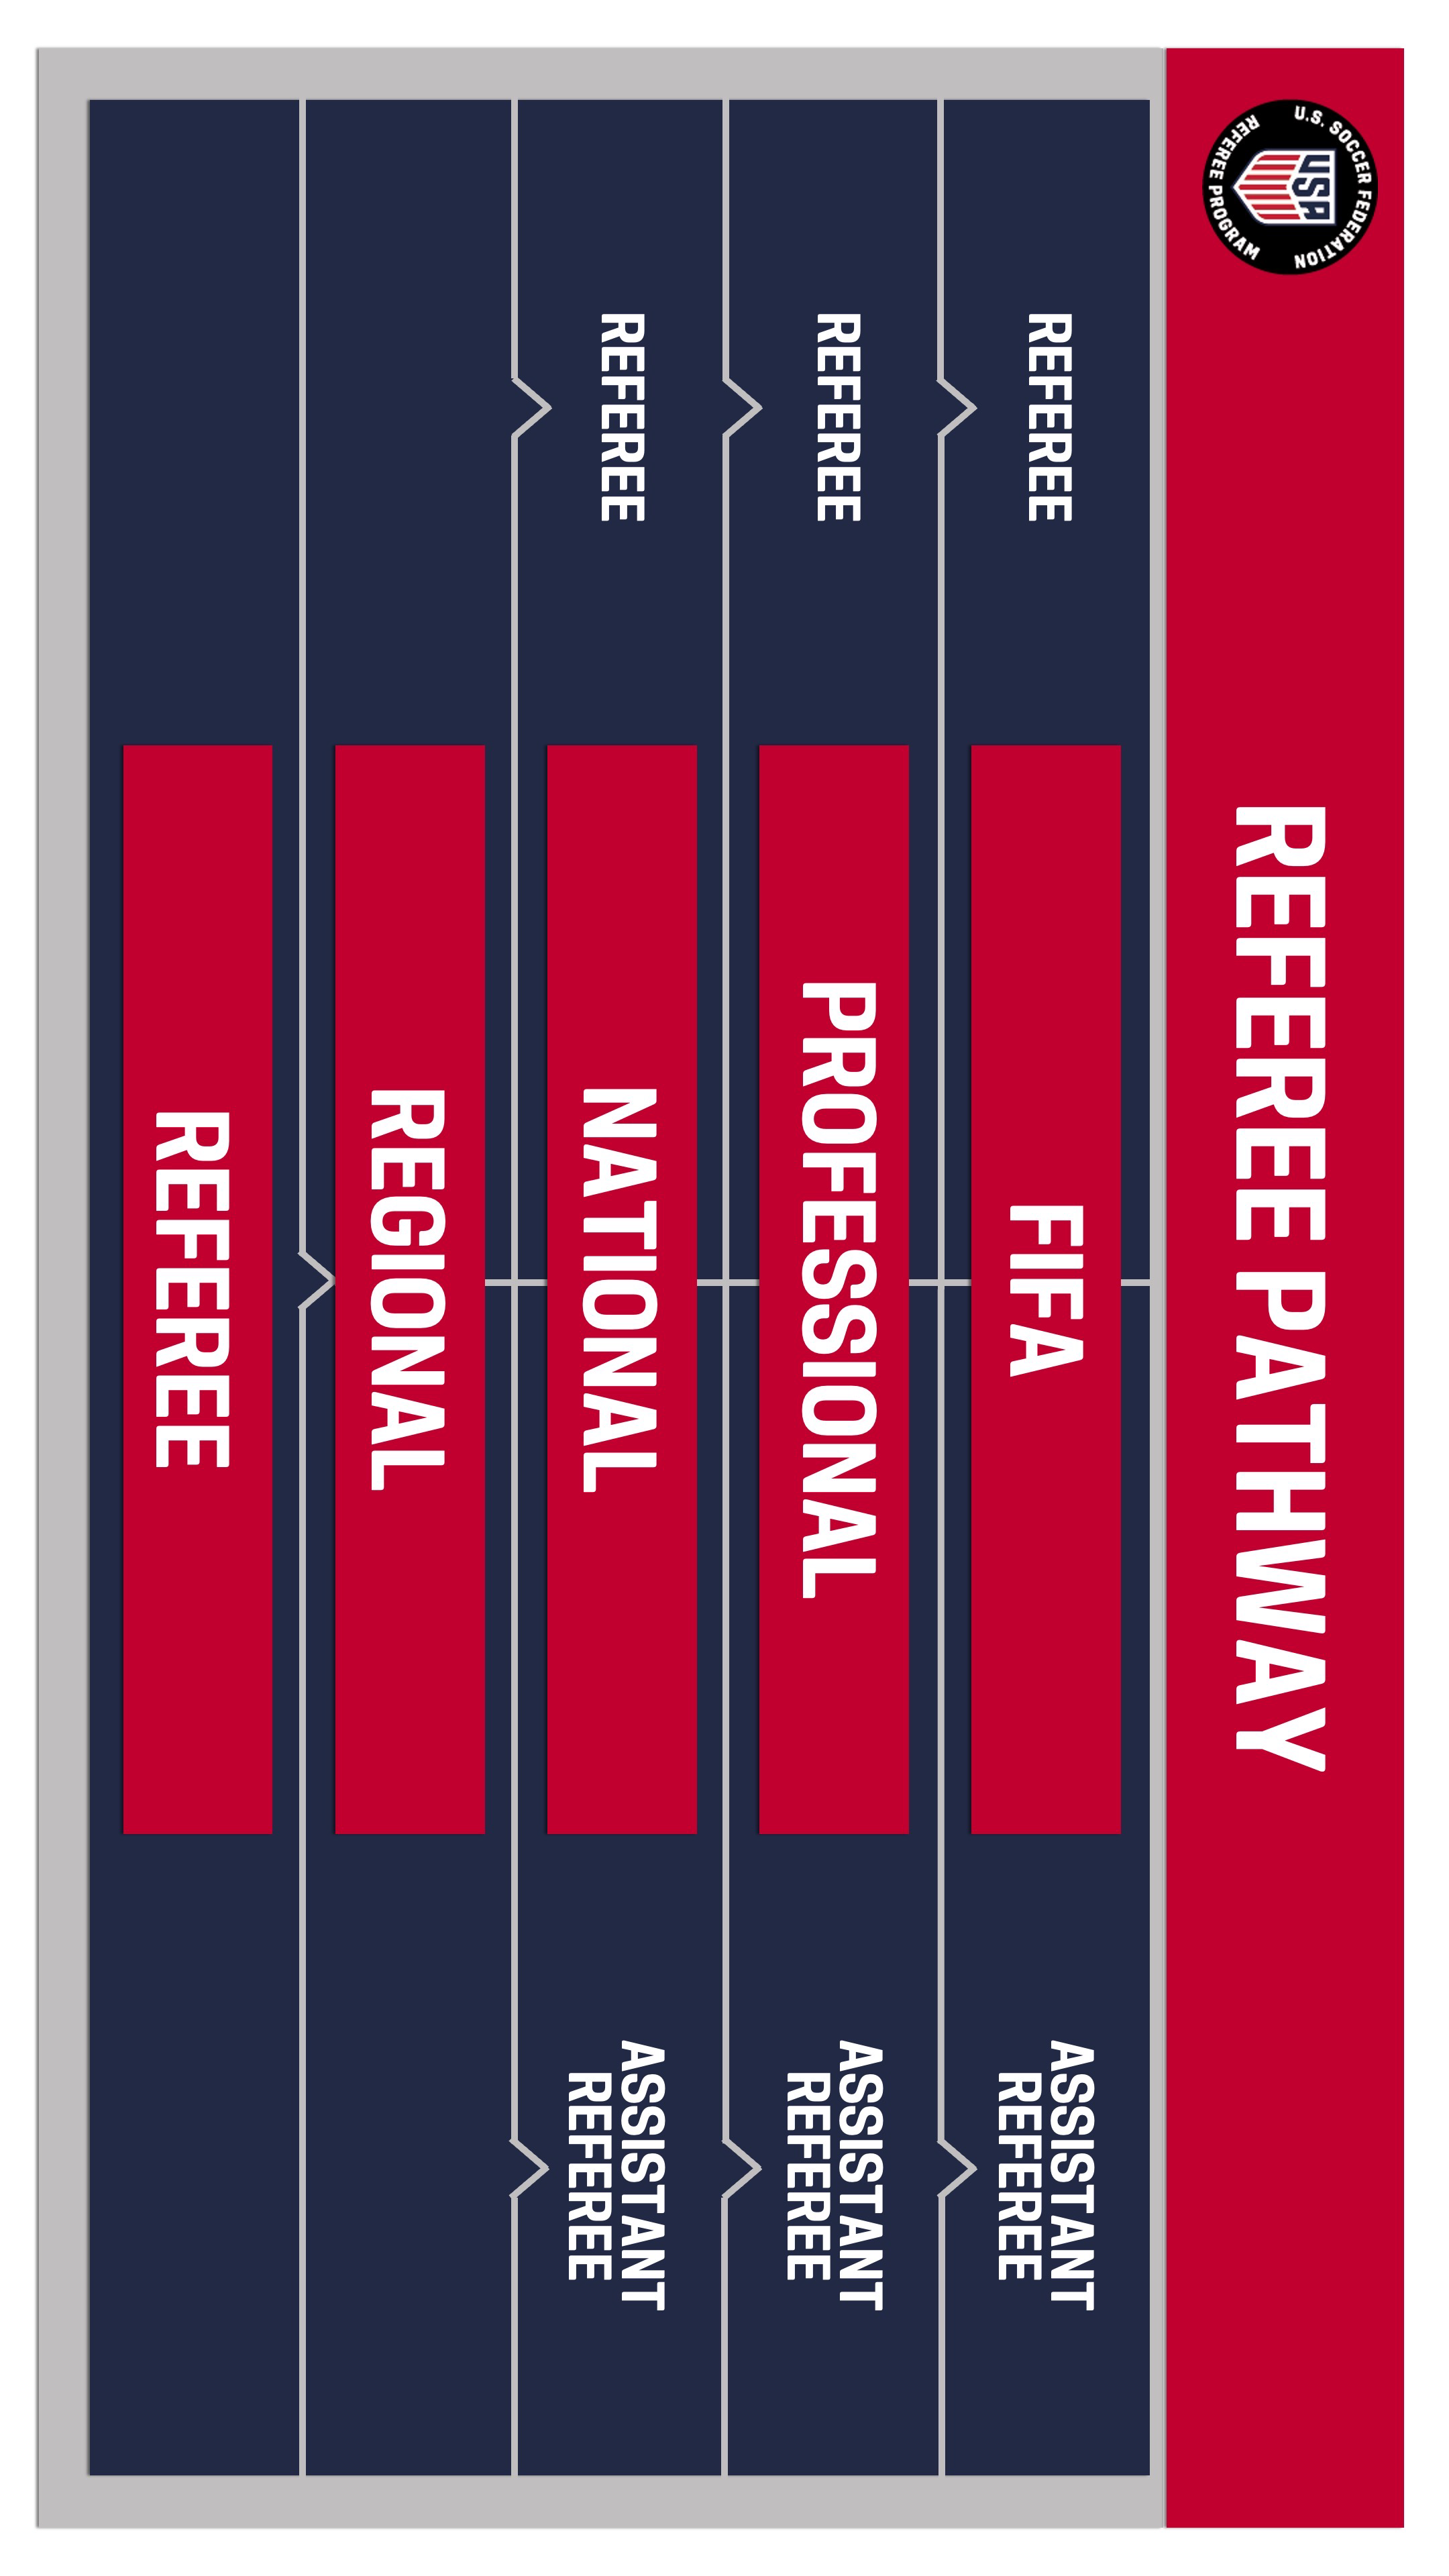 U.S. SOCCER FEDERATION
USA
REFEREE PROGRAM
REFEREE PATHWAY
REFEREE
FIFA
ASSISTANT
REFEREE
REFEREE
PROFESSIONAL
ASSISTANT
REFEREE
REFEREE
NATIONAL
ASSISTANT
REFEREE
REGIONAL
REFEREE